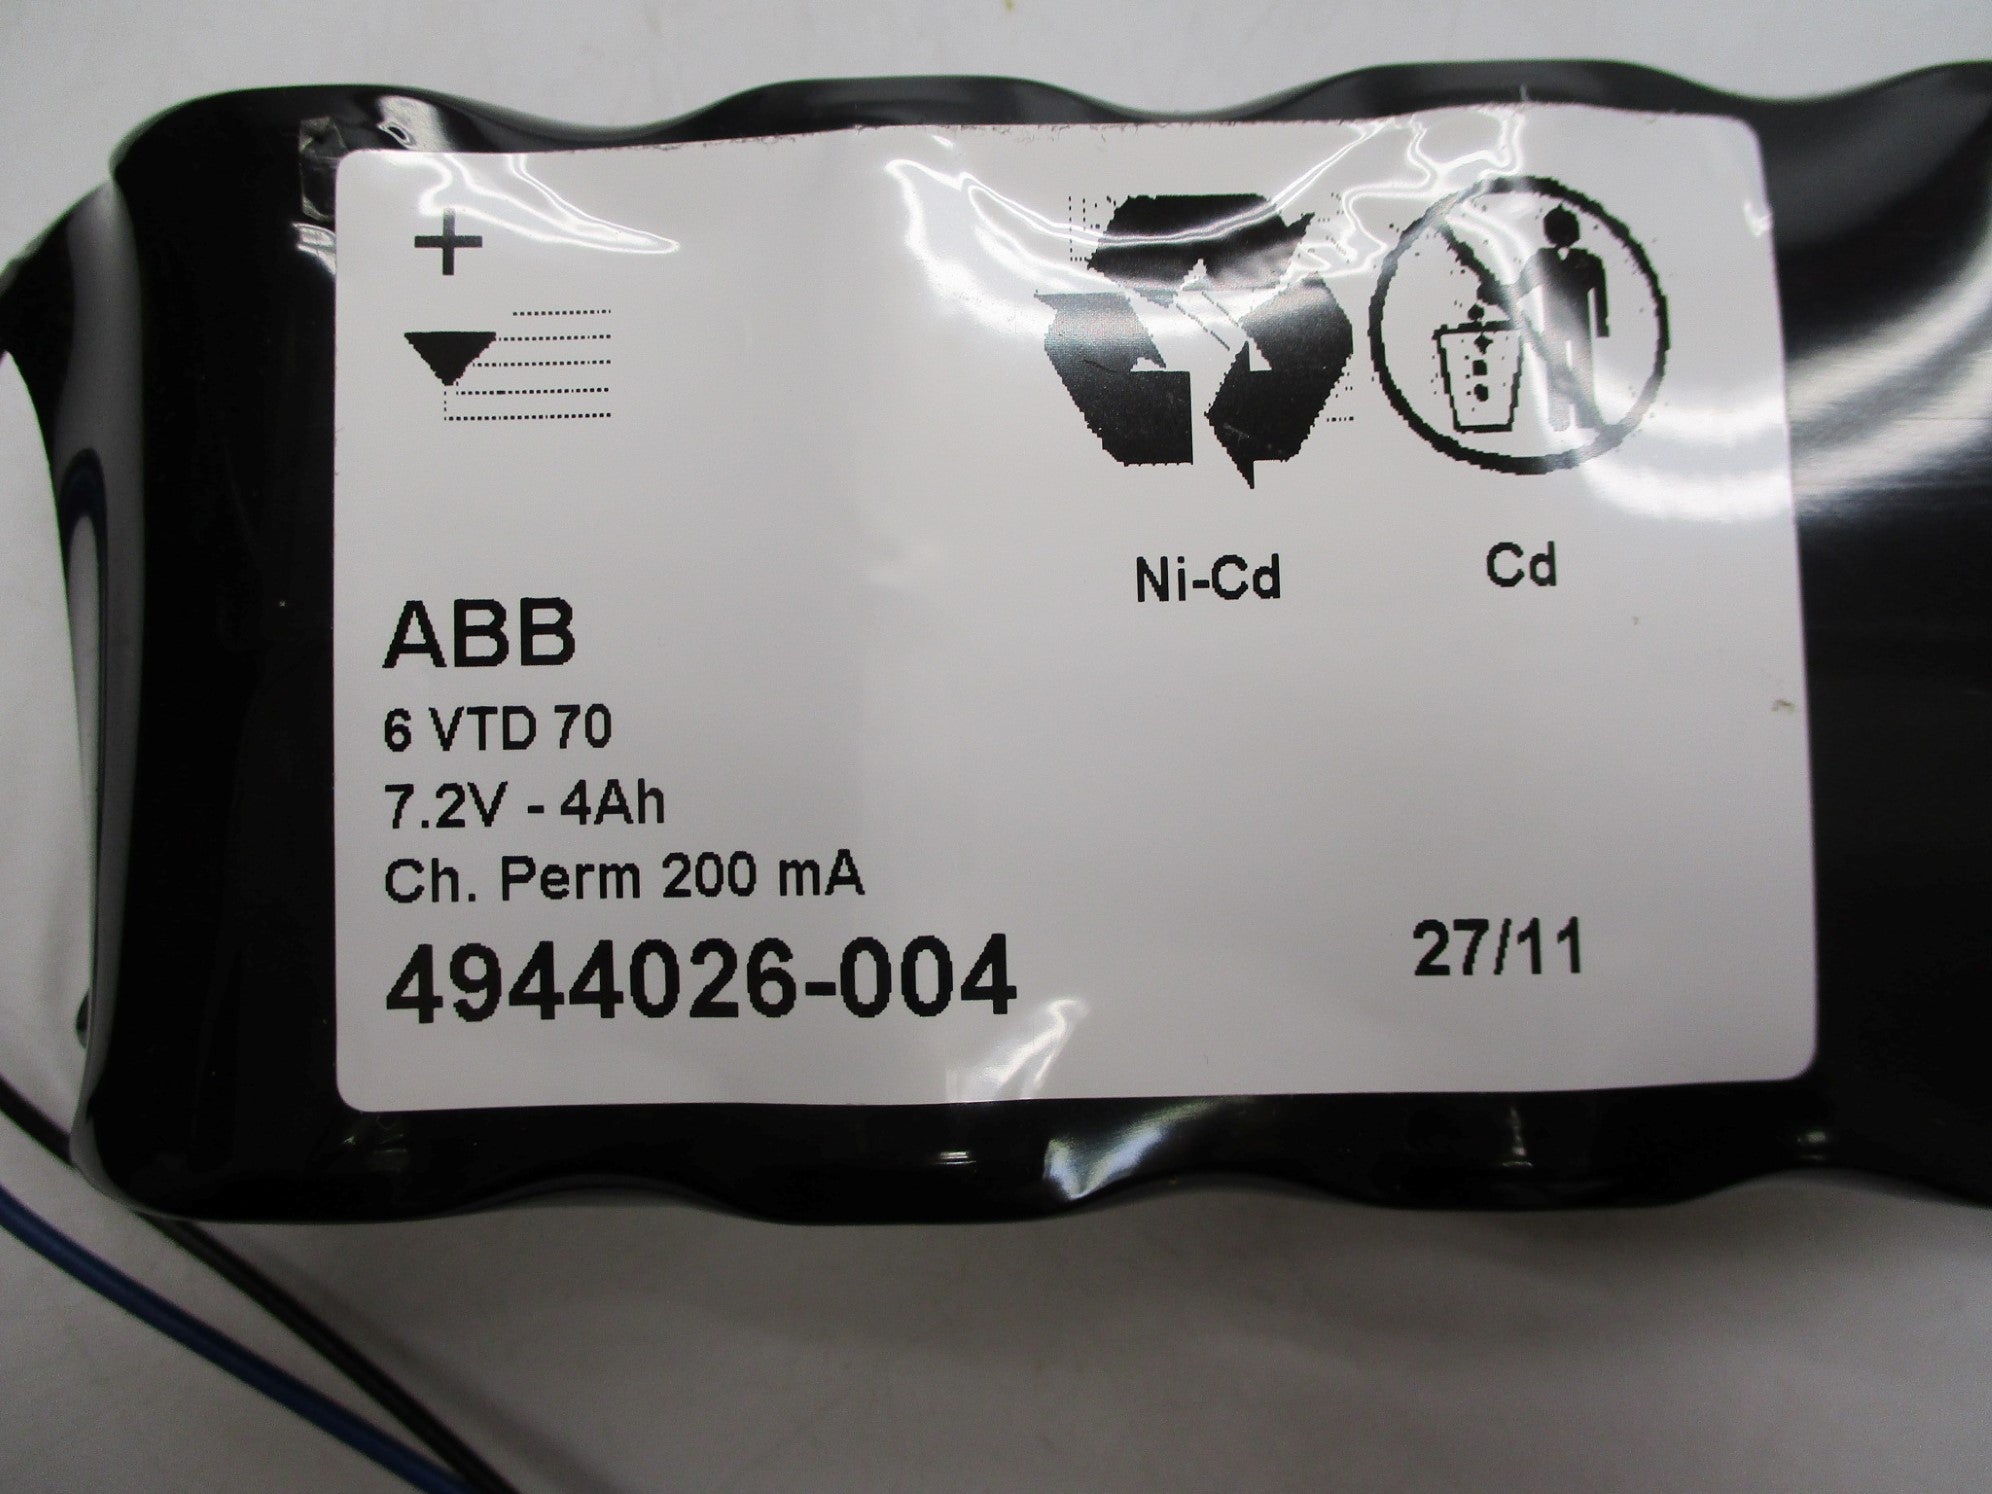 +
Ni-Cd
Cd
ABB
6 VTD 70
7.2V - 4Ah
Ch. Perm 200 mA
4944026-004
27/11